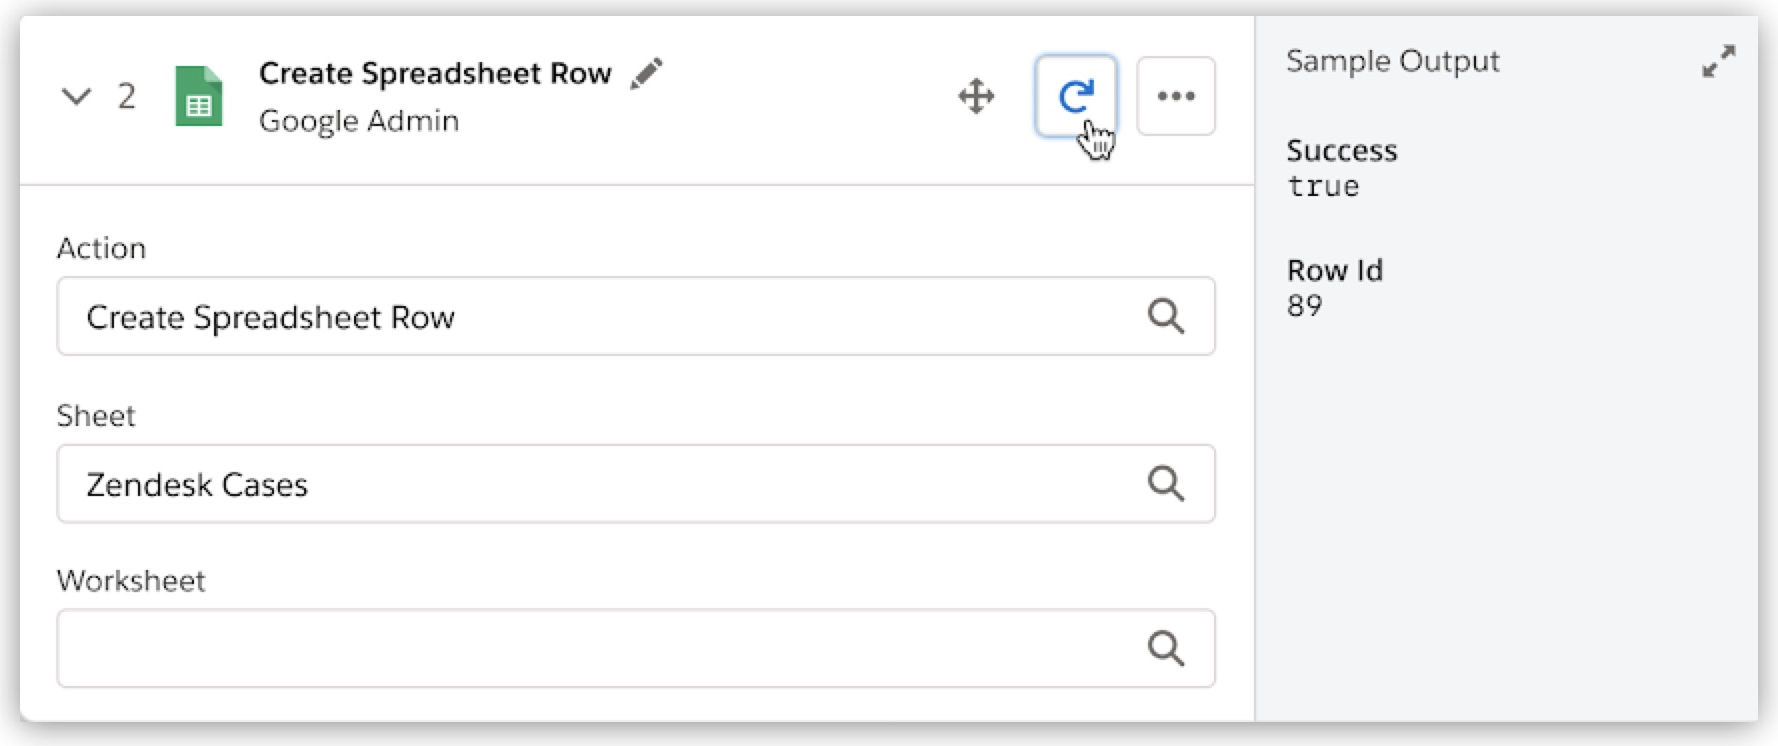 2
Create Spreadsheet Row
Google Admin
Action
Create Spreadsheet Row
Sheet
Zendesk Cases
Worksheet
Sample Output
Success
true
Row Id
89